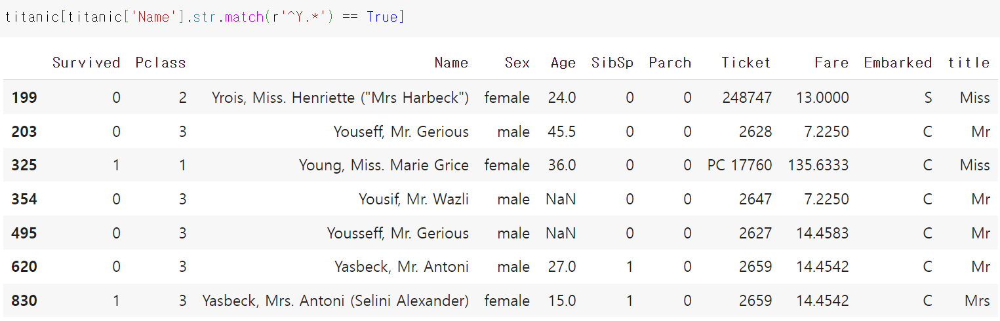 titanic[titanic['Name'].str.match(r'^Y.*') == True]
Survived Pclass Name Sex Age SibSp Parch Ticket Fare Embarked title
199 0 2 Yrois, Miss. Henriette ("Mrs Harbeck") female 24.0 0 0 248747 13.0000 S Miss
203 0 3 Youseff, Mr. Gerious male 45.5 0 0 2628 7.2250 C Mr
325 1 1 Young, Miss. Marie Grice female 36.0 0 0 PC 17760 135.6333 C Miss
354 0 3 Yousif, Mr. Wazli male NaN 0 0 2647 7.2250 C Mr
495 0 3 Yousseff, Mr. Gerious male NaN 0 0 2627 14.4583 C Mr
620 0 3 Yasbeck, Mr. Antoni male 27.0 1 0 2659 14.4542 C Mr
830 1 3 Yasbeck, Mrs. Antoni (Selini Alexander) female 15.0 1 0 2659 14.4542 C Mrs